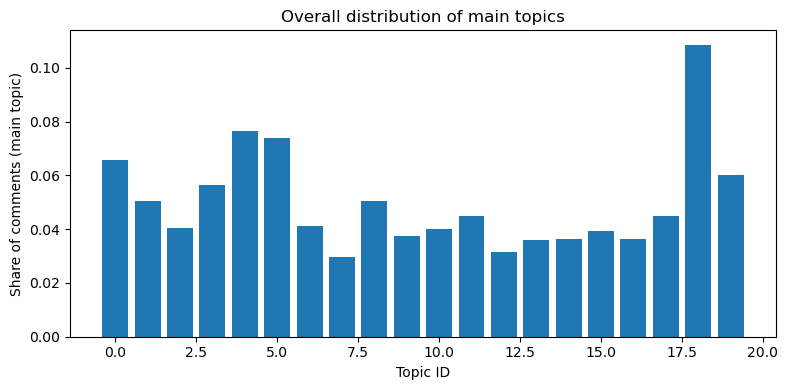 Overall distribution of main topics
Share of comments (main topic)
0.10
0.08
0.06
0.04
0.02
0.00
0.0 2.5 5.0 7.5 10.0 12.5 15.0 17.5 20.0
Topic ID